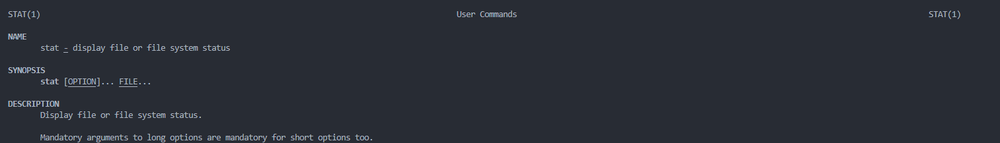 STAT(1) User Commands STAT(1)
NAME
stat - display file or file system status
SYNOPSIS
stat [OPTION]... FILE...
DESCRIPTION
Display file or file system status.
Mandatory arguments to long options are mandatory for short options too.